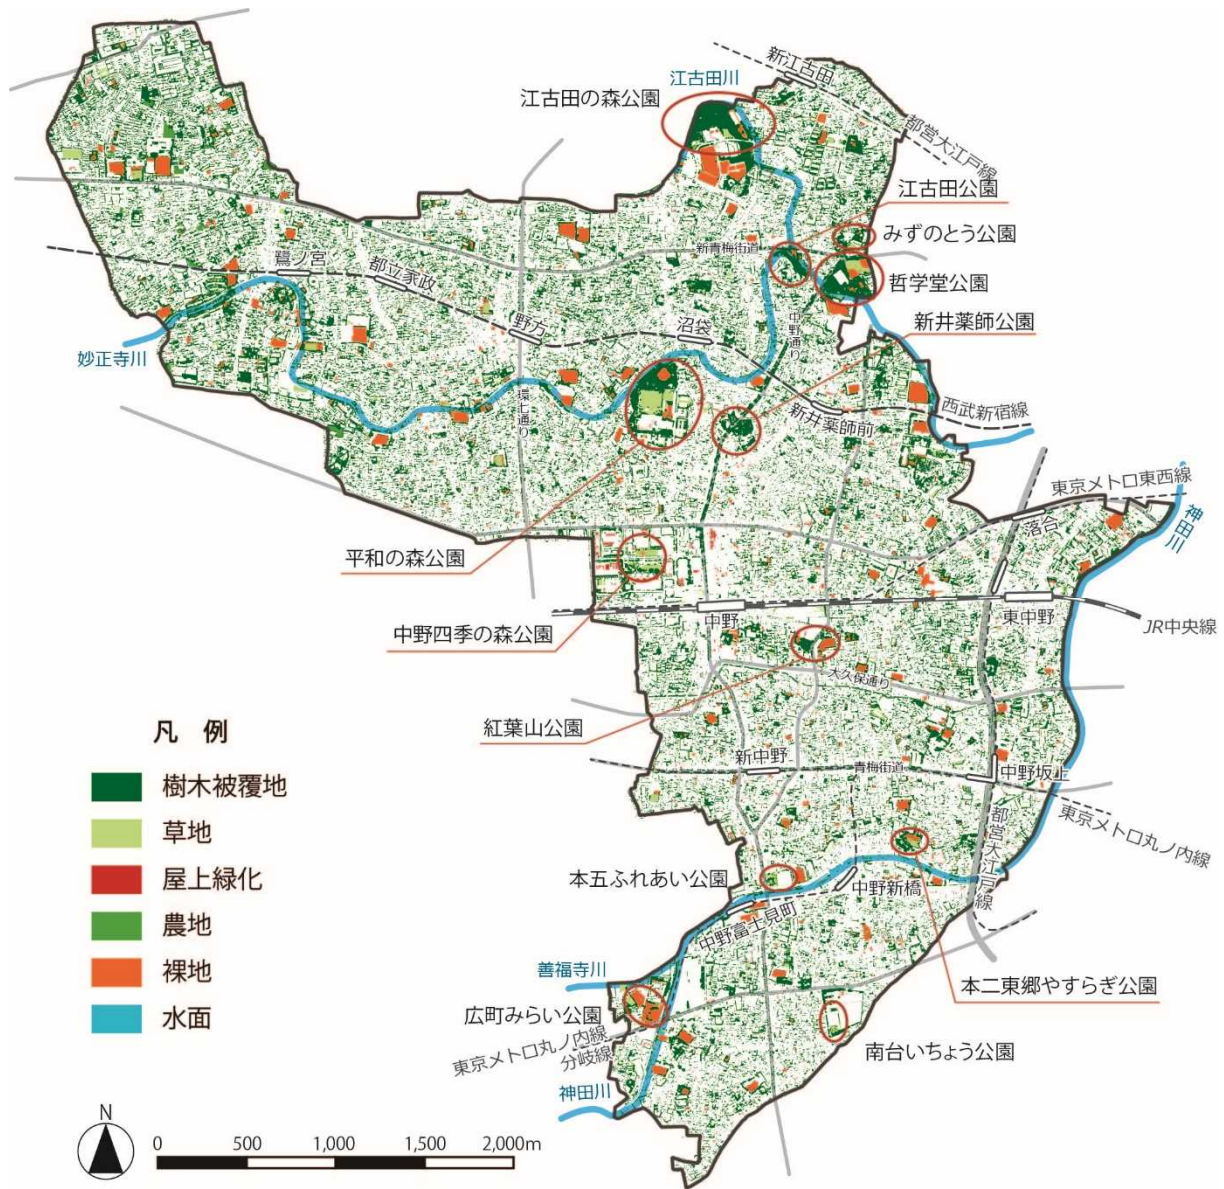 新江古田
江古田川
江古田の森公園
都営大江戸線
江古田公園
みずのとう公園
新青梅街道
哲学堂公園
鷺ノ宮
都立家政
野方
沼袋
中野通り
新井薬師公園
妙正寺川
環七通り
新井薬師前
西武新宿線
東京メトロ東西線
神田川
落合
平和の森公園
中野
東中野
JR中央線
中野四季の森公園
大久保通り
紅葉山公園
新中野
青梅街道
中野坂上
東京メトロ丸ノ内線
都営大江戸線
本五ふれあい公園
中野新橋
中野富士見町
善福寺川
広町みらい公園
本二東郷やすらぎ公園
東京メトロ丸ノ内線
分岐線
南台いちょう公園
神田川
凡 例
樹木被覆地
草地
屋上緑化
農地
裸地
水面
N
0 500 1,000 1,500 2,000m